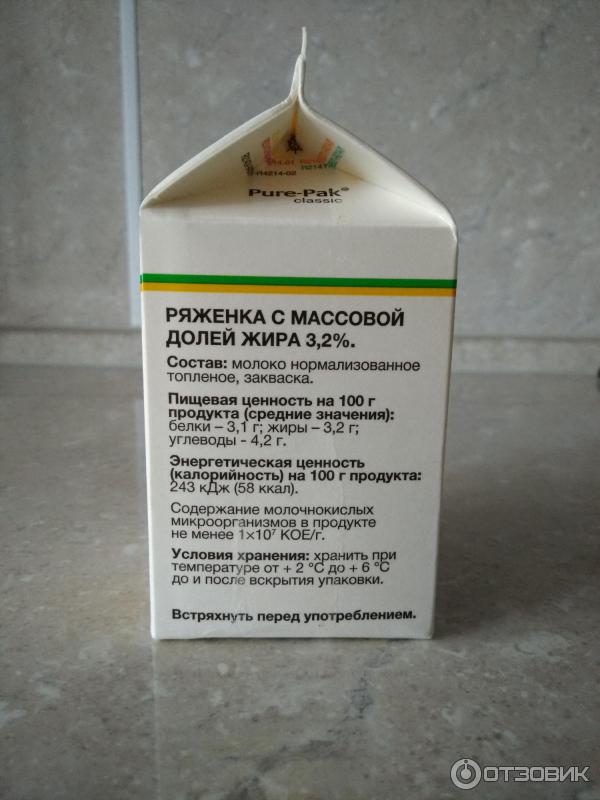 R4214-02
Pure-Pak®
classic
РЯЖЕНКА С МАССОВОЙ
ДОЛЕЙ ЖИРА 3,2%.
Состав: молоко нормализованное
топленое, закваска.
Пищевая ценность на 100 г
продукта (средние значения):
белки – 3,1 г; жиры – 3,2 г;
углеводы - 4,2 г.
Энергетическая ценность
(калорийность) на 100 г продукта:
243 кДж (58 ккал).
Содержание молочнокислых
микроорганизмов в продукте
не менее 1×10⁷ КОЕ/г.
Условия хранения: хранить при
температуре от + 2 °С до + 6 °С
до и после вскрытия упаковки.
Встряхнуть перед употреблением.
ОТЗОВИК